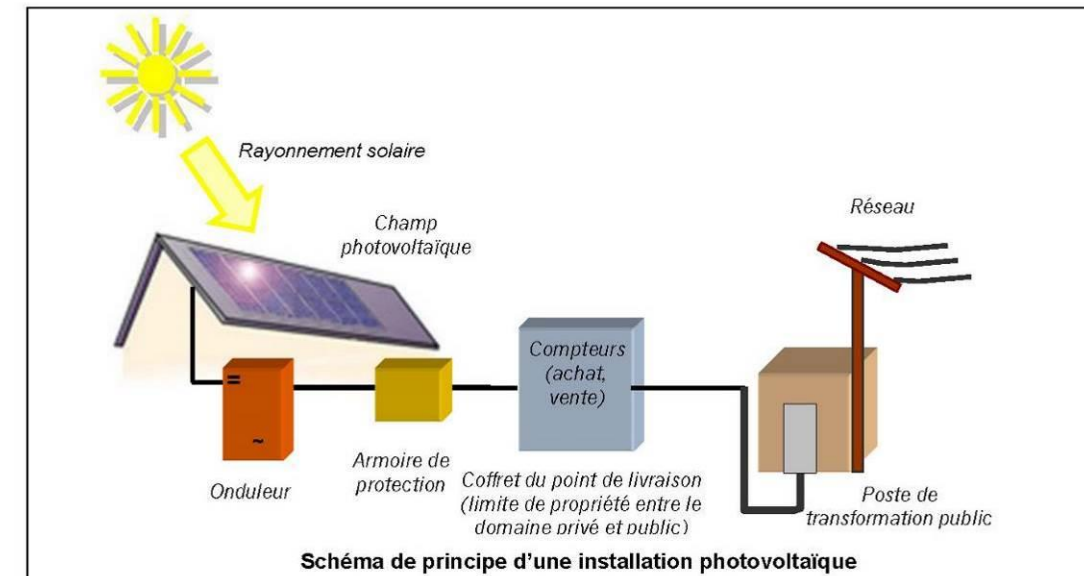 Rayonnement solaire
Champ
photovoltaïque
Réseau
=
~
Compteurs
(achat,
vente)
Onduleur
Armoire de
protection
Coffret du point de livraison
(limite de propriété entre le
domaine privé et public)
Poste de
transformation public
Schéma de principe d'une installation photovoltaïque